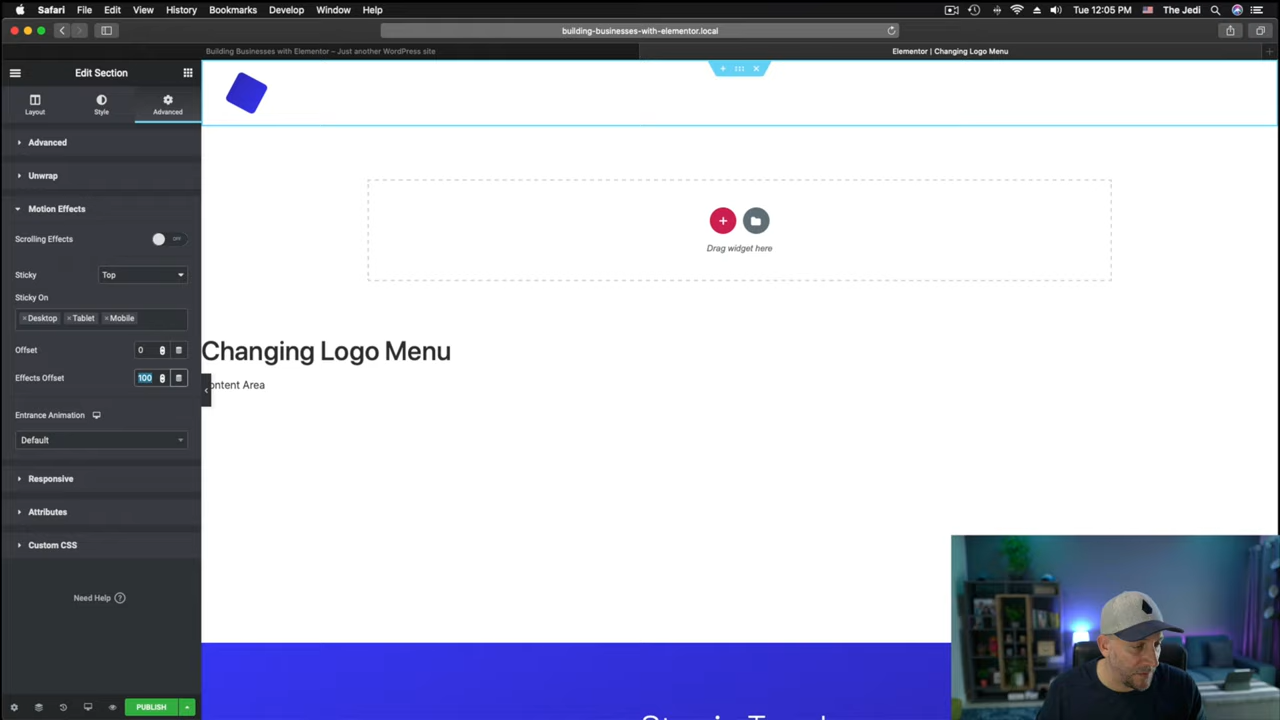 Safari File Edit View History Bookmarks Develop Window Help Tue 12:05 PM The Jedi
building-businesses-with-elementor.local
Building Businesses with Elementor – Just another WordPress site Elementor | Changing Logo Menu
Edit Section
Layout Style Advanced
Advanced
Unwrap
Motion Effects
Scrolling Effects OFF
Sticky Top
Sticky On
× Desktop × Tablet × Mobile
Offset 0
Effects Offset 100
Entrance Animation
Default
Responsive
Attributes
Custom CSS
Need Help ?
PUBLISH
Drag widget here
Changing Logo Menu
ontent Area